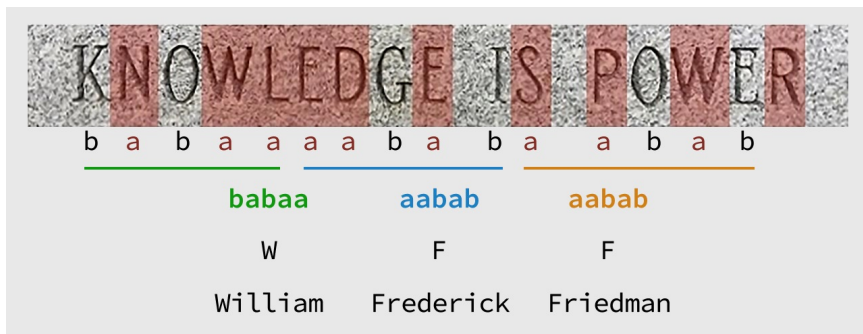 KNOWLEDGE IS POWER
b a b a a a a b a b a a b a b
babaa aabab aabab
W F F
William Frederick Friedman